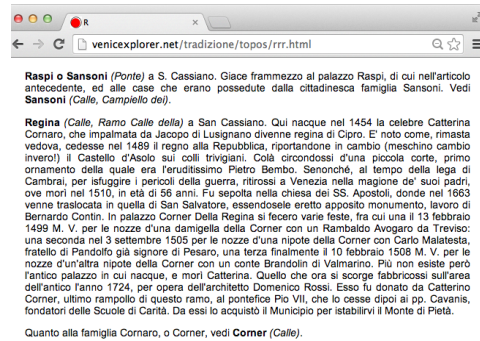 R
venicexplorer.net/tradizione/topos/rrr.html
Raspi o Sansoni (Ponte) a S. Cassiano. Giace frammezzo al palazzo Raspi, di cui nell'articolo
antecedente, ed alle case che erano possedute dalla cittadinesca famiglia Sansoni. Vedi
Sansoni (Calle, Campiello dei).
Regina (Calle, Ramo Calle della) a San Cassiano. Qui nacque nel 1454 la celebre Catterina
Cornaro, che impalmata da Jacopo di Lusignano divenne regina di Cipro. E' noto come, rimasta
vedova, cedesse nel 1489 il regno alla Repubblica, riportandone in cambio (meschino cambio
invero!) il Castello d'Asolo sui colli trivigiani. Colà circondossi d'una piccola corte, primo
ornamento della quale era l'eruditissimo Pietro Bembo. Senonché, al tempo della lega di
Cambrai, per isfuggire i pericoli della guerra, ritirossi a Venezia nella magione de' suoi padri,
ove morì nel 1510, in età di 56 anni. Fu sepolta nella chiesa dei SS. Apostoli, donde nel 1663
venne traslocata in quella di San Salvatore, essendosele eretto apposito monumento, lavoro di
Bernardo Contin. In palazzo Corner Della Regina si fecero varie feste, fra cui una il 13 febbraio
1499 M. V. per le nozze d'una damigella della Corner con un Rambaldo Avogaro da Treviso:
una seconda nel 3 settembre 1505 per le nozze d'una nipote della Corner con Carlo Malatesta,
fratello di Pandolfo già signore di Pesaro, una terza finalmente il 10 febbraio 1508 M. V. per le
nozze d'un'altra nipote della Corner con un conte Brandolin di Valmarino. Più non esiste però
l'antico palazzo in cui nacque, e morì Catterina. Quello che ora si scorge fabbricossi sull'area
dell'antico l'anno 1724, per opera dell'architetto Domenico Rossi. Esso fu donato da Catterino
Corner, ultimo rampollo di questo ramo, al pontefice Pio VII, che lo cesse dipoi ai pp. Cavanis,
fondatori delle Scuole di Carità. Da essi lo acquistò il Municipio per istabilirvi il Monte di Pietà.
Quanto alla famiglia Cornaro, o Corner, vedi Corner (Calle).